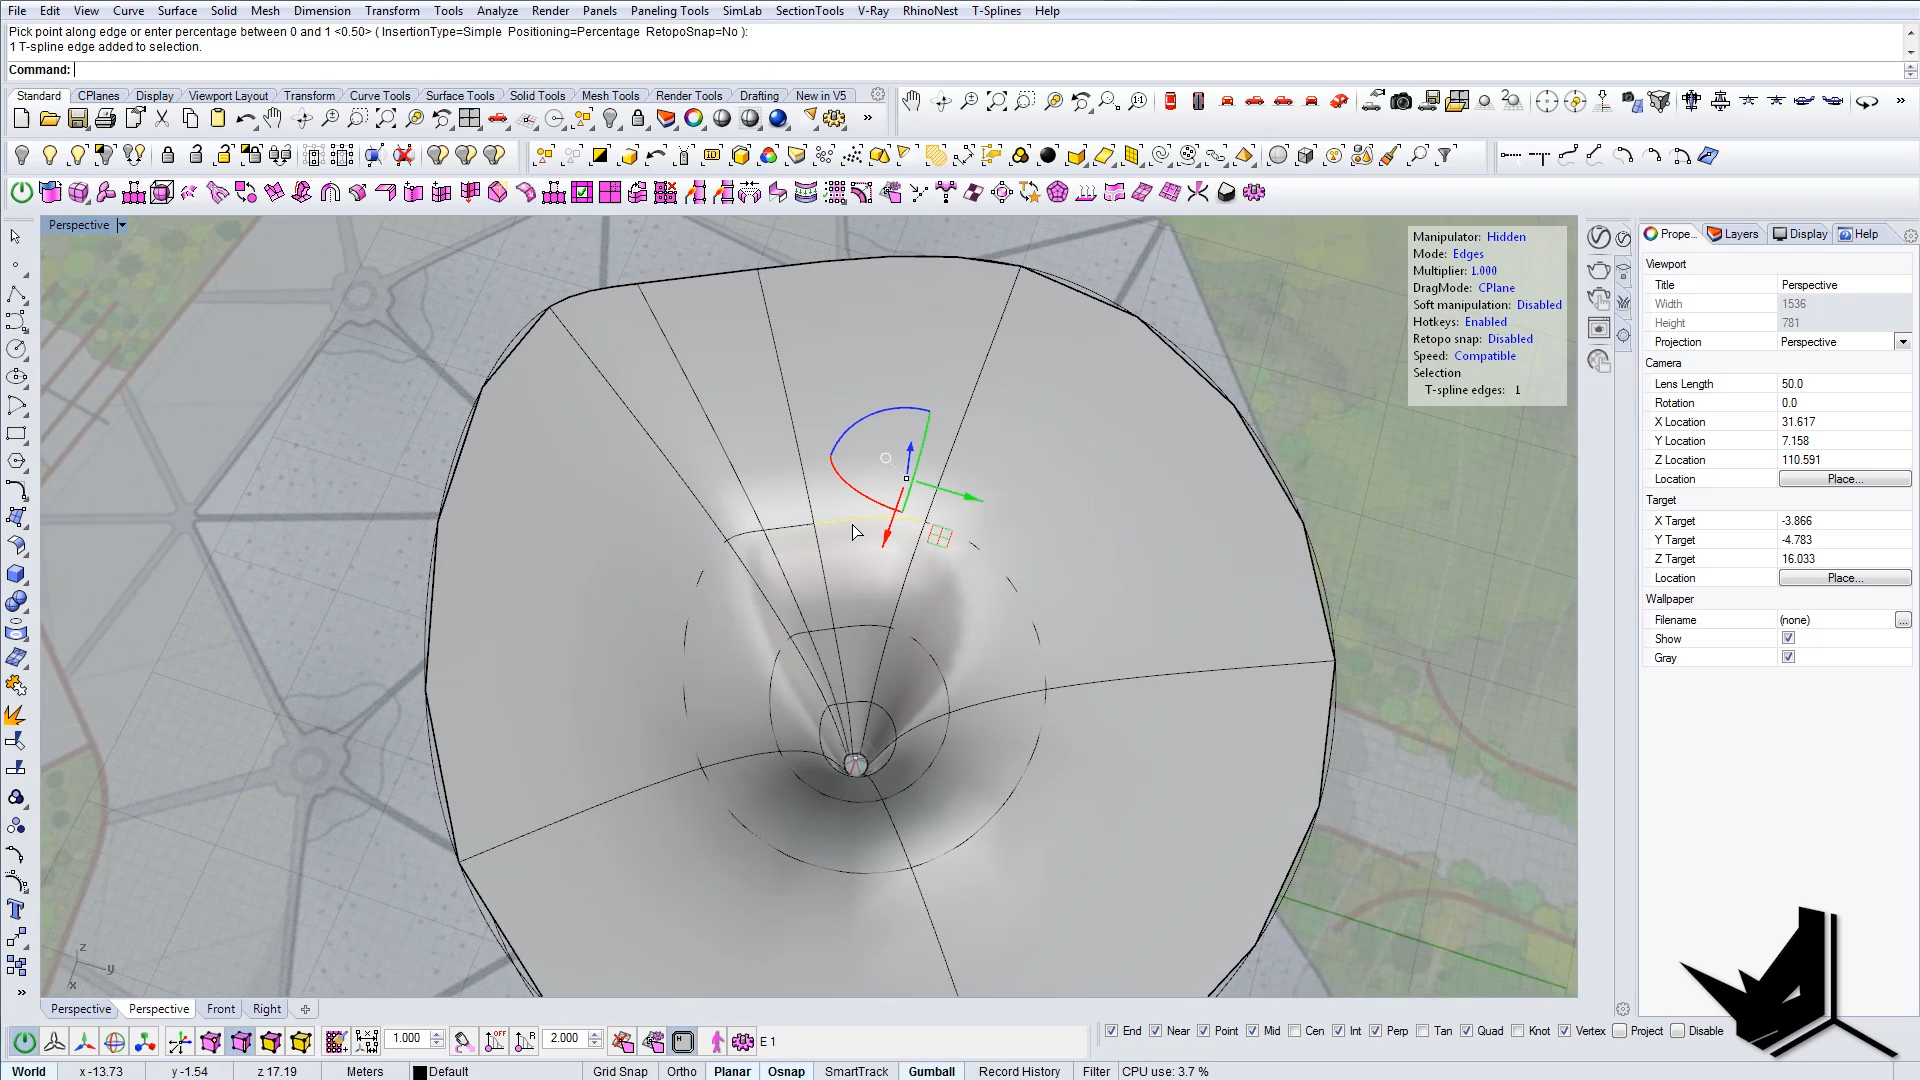 File Edit View Curve Surface Solid Mesh Dimension Transform Tools Analyze Render Panels Paneling Tools SimLab SectionTools V-Ray RhinoNest T-Splines Help
Pick point along edge or enter percentage between 0 and 1 <0.50> ( InsertionType=Simple Positioning=Percentage RetopoSnap=No ):
1 T-spline edge added to selection.
Command:
Standard CPlanes Display Viewport Layout Transform Curve Tools Surface Tools Solid Tools Mesh Tools Render Tools Drafting New in V5
Perspective
Manipulator: Hidden
Mode: Edges
Multiplier: 1.000
DragMode: CPlane
Soft manipulation: Disabled
Hotkeys: Enabled
Retopo snap: Disabled
Speed: Compatible
Selection
T-spline edges: 1
Prope... Layers Display Help
Viewport
Title Perspective
Width 1536
Height 781
Projection Perspective
Camera
Lens Length 50.0
Rotation 0.0
X Location 31.617
Y Location 7.158
Z Location 110.591
Location Place...
Target
X Target -3.866
Y Target -4.783
Z Target 16.033
Location Place...
Wallpaper
Filename (none) ...
Show
Gray
z
y
x
Perspective Perspective Front Right
1.000 2.000 E 1
End Near Point Mid Cen Int Perp Tan Quad Knot Vertex Project Disable
World x -13.73 y -1.54 z 17.19 Meters Default Grid Snap Ortho Planar Osnap SmartTrack Gumball Record History Filter CPU use: 3.7 %